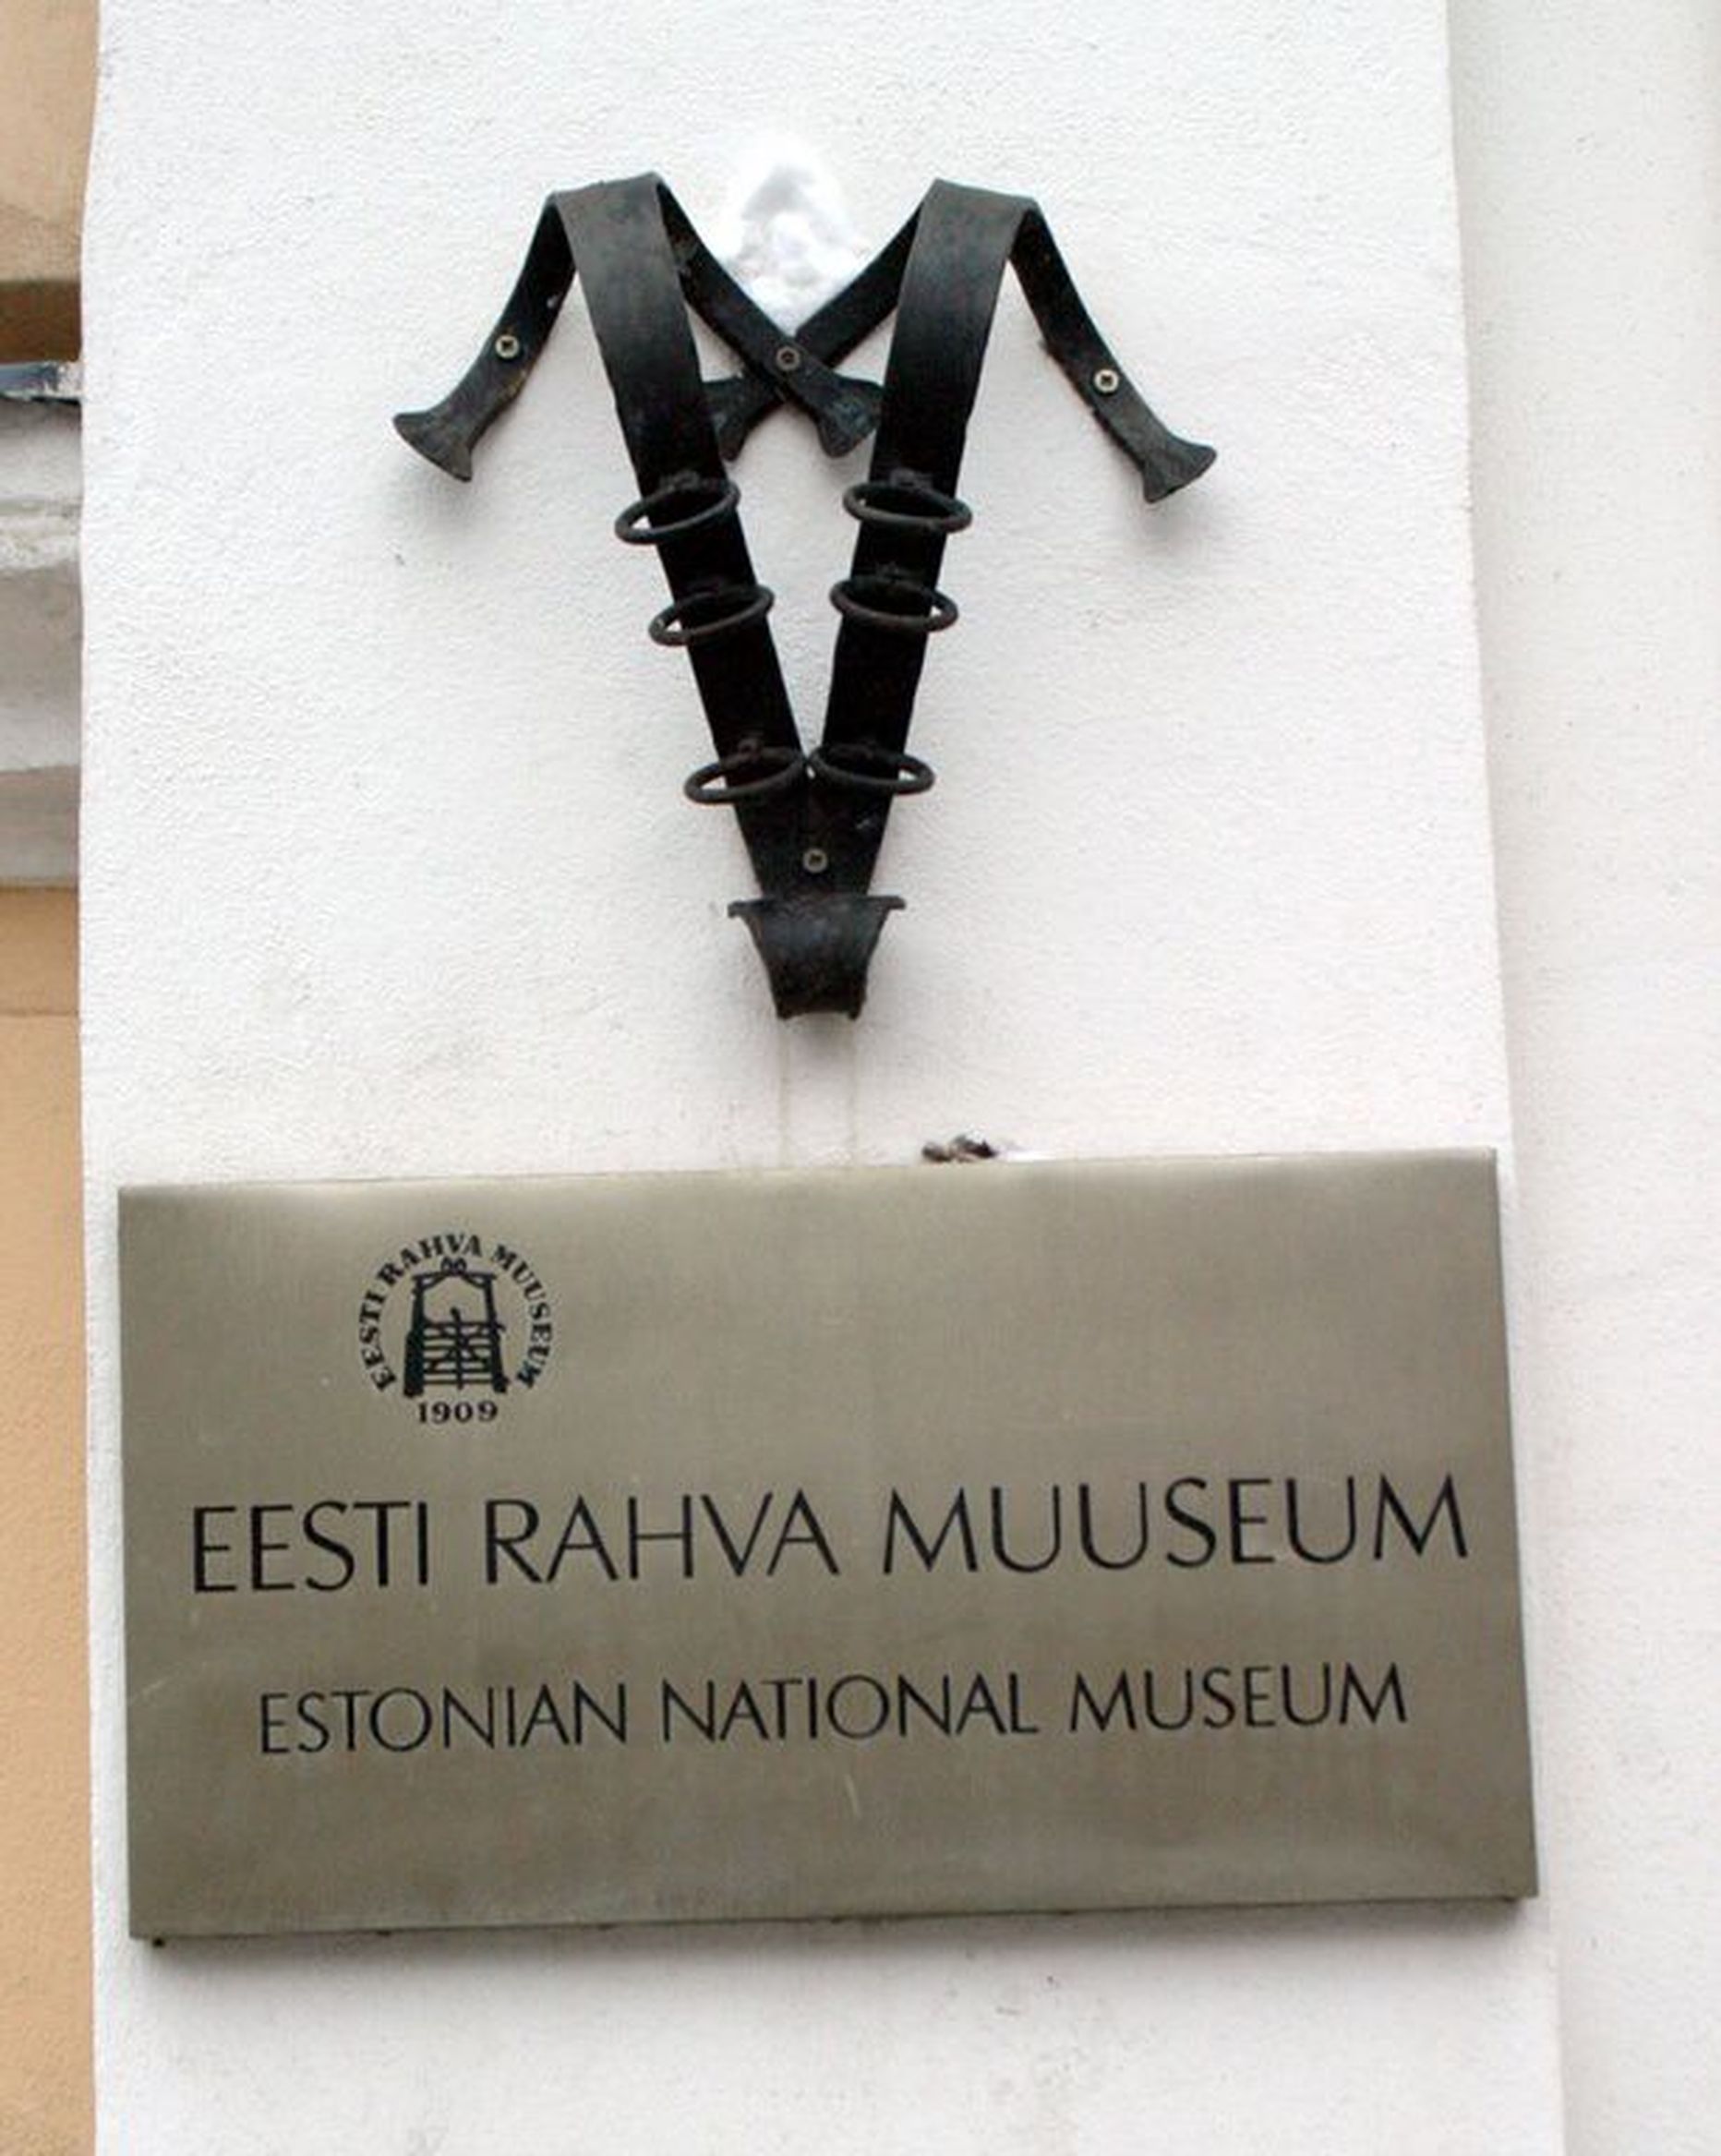 EESTI RAHVA MUUSEUM
1909
EESTI RAHVA MUUSEUM
ESTONIAN NATIONAL MUSEUM